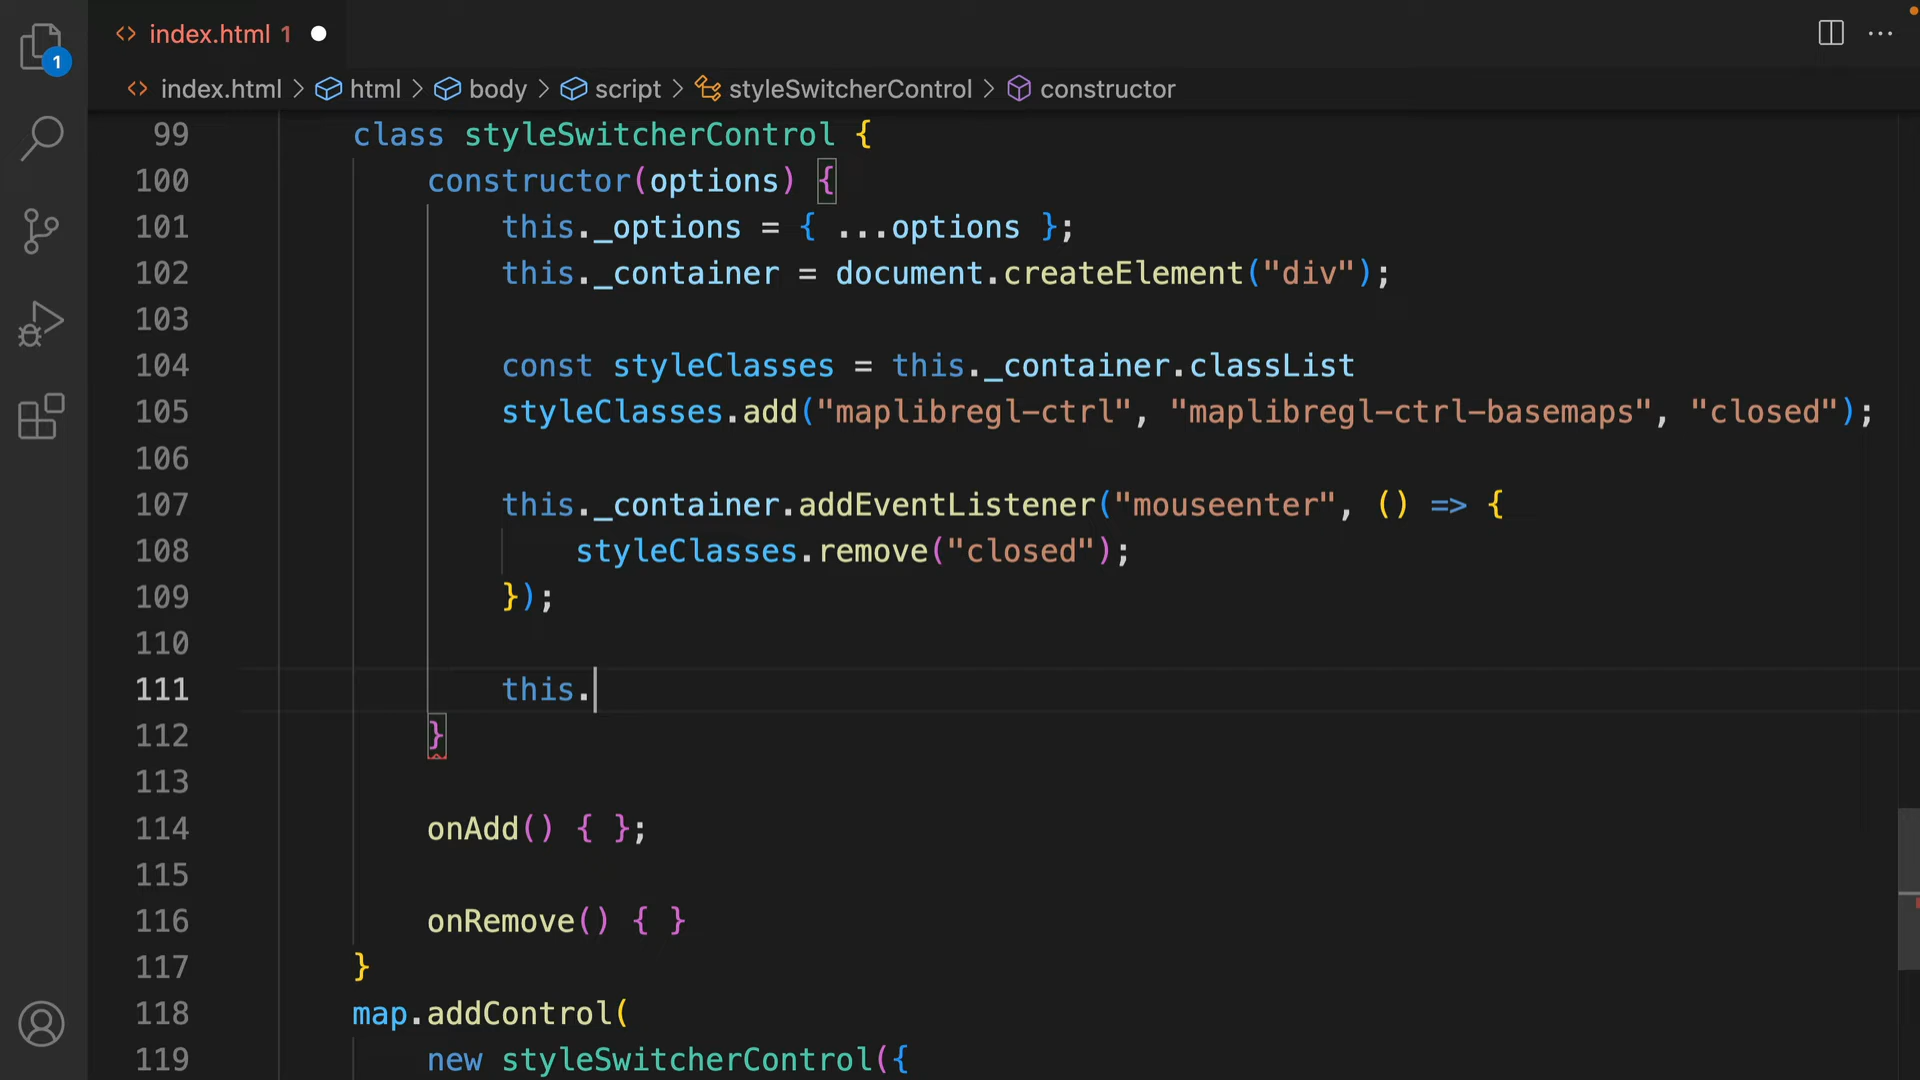 index.html 1
1
index.html > html > body > script > styleSwitcherControl > constructor
99 class styleSwitcherControl {
100 constructor(options) {
101 this._options = { ...options };
102 this._container = document.createElement("div");
103
104 const styleClasses = this._container.classList
105 styleClasses.add("maplibregl-ctrl", "maplibregl-ctrl-basemaps", "closed");
106
107 this._container.addEventListener("mouseenter", () => {
108 styleClasses.remove("closed");
109 });
110
111 this.
112 }
113
114 onAdd() { };
115
116 onRemove() { }
117 }
118 map.addControl(
119 new styleSwitcherControl({